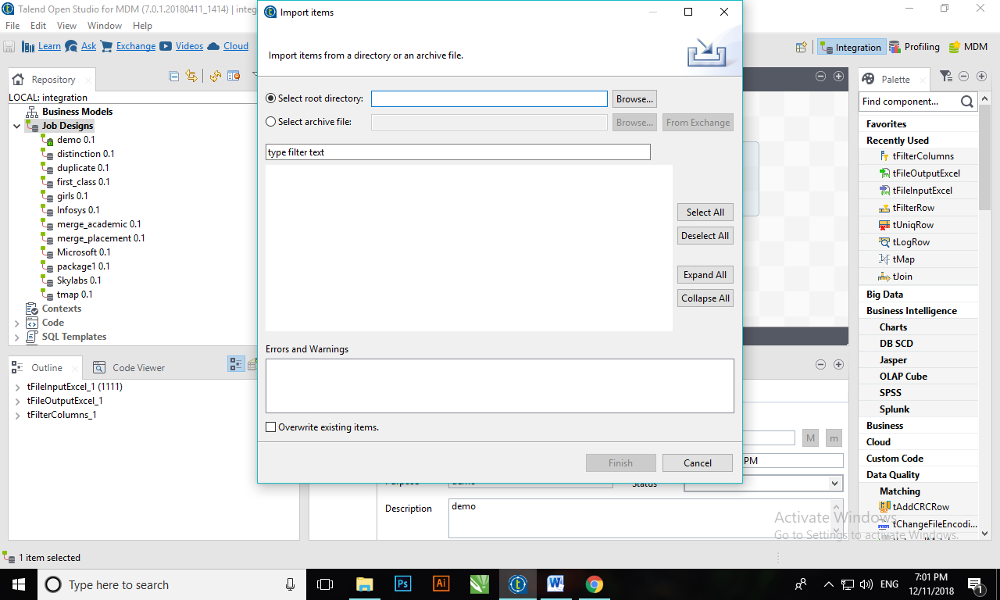 Talend Open Studio for MDM (7.0.1.20180411_1414) | integ
Import items
File Edit View Window Help
Learn Ask Exchange Videos Cloud
Integration Profiling MDM
Import items from a directory or an archive file.
Repository
LOCAL: integration
Business Models
Job Designs
demo 0.1
distinction 0.1
duplicate 0.1
first_class 0.1
girls 0.1
Infosys 0.1
merge_academic 0.1
merge_placement 0.1
Microsoft 0.1
package1 0.1
Skylabs 0.1
tmap 0.1
Contexts
Code
SQL Templates
Select root directory: Browse...
Select archive file: Browse... From Exchange
type filter text
Select All
Deselect All
Expand All
Collapse All
Errors and Warnings
Overwrite existing items.
Finish Cancel
Palette
Find component...
Favorites
Recently Used
tFilterColumns
tFileOutputExcel
tFileInputExcel
tFilterRow
tUniqRow
tLogRow
tMap
tJoin
Big Data
Business Intelligence
Charts
DB SCD
Jasper
OLAP Cube
SPSS
Splunk
Business
Cloud
Custom Code
Data Quality
Matching
tAddCRCRow
tChangeFileEncodi...
Outline Code Viewer
tFileInputExcel_1 (1111)
tFileOutputExcel_1
tFilterColumns_1
M m
PM
Purpose demo Status
Description demo
Activate Windows
Go to Settings to activate Windows.
1 item selected
Type here to search
Ps Ai W
ENG
7:01 PM
12/11/2018
1